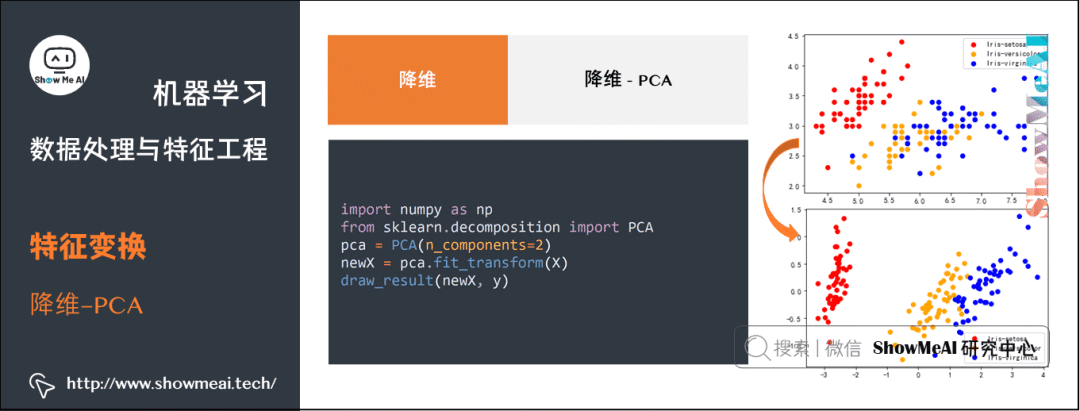 Show Me AI
机器学习
数据处理与特征工程
特征变换
降维-PCA
http://www.showmeai.tech/
降维
降维 - PCA
import numpy as np
from sklearn.decomposition import PCA
pca = PCA(n_components=2)
newX = pca.fit_transform(X)
draw_result(newX, y)
4.5
4.0
3.5
3.0
2.5
2.0
4.5 5.0 5.5 6.0 6.5 7.0 7.5
Iris-setosa
Iris-versicolor
Iris-virginica
ShowMeAI
1.5
0.5
0.0
-0.5
-3 -2 -1 0 1 2 3 4
Iris-setosa
Iris-virginica
搜索 | 微信 ShowMeAI 研究中心